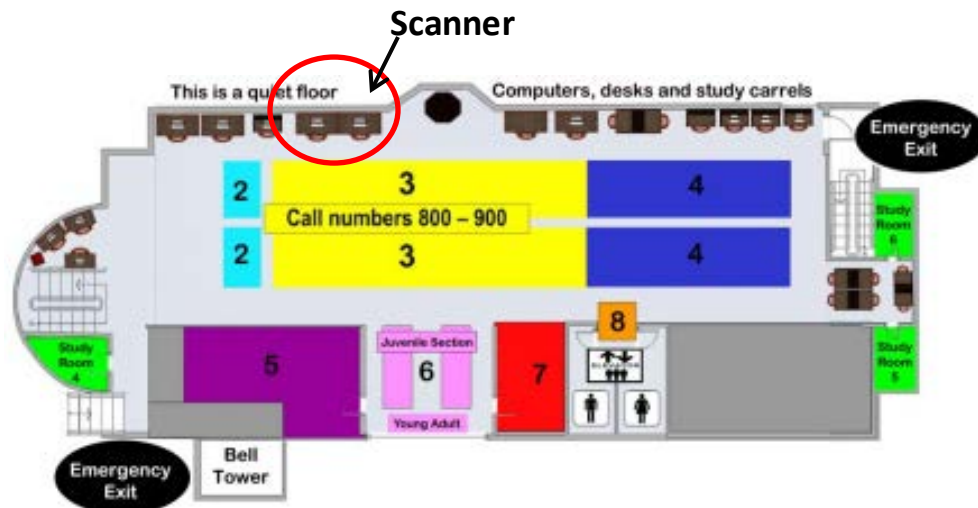 Scanner
This is a quiet floor
Computers, desks and study carrels
Emergency
Exit
2
3
4
Call numbers 800 – 900
2
3
4
Study
Room
6
8
5
Juvenile Section
6
7
ELEVATOR
Study
Room
4
Study
Room
5
Young Adult
Bell
Tower
Emergency
Exit